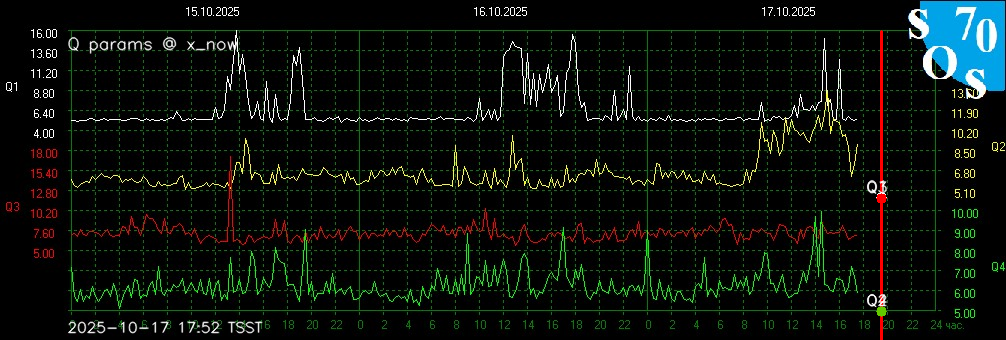 15.10.2025 16.10.2025 17.10.2025
S 70
O
S
Q params @ x_now
Q1
16.00
13.60
11.20
8.80
6.40
4.00
Q3
18.00
15.40
12.80
10.20
7.60
5.00
11.90
10.20
8.50
6.80
5.10
Q2
10.00
9.00
8.00
7.00
6.00
5.00
Q4
2025-10-17 17:52 TSST
18 20 22 0 2 4 6 8 10 12 14 16 18 20 22 0 2 4 6 8 10 12 14 16 18 20 22 24 час.